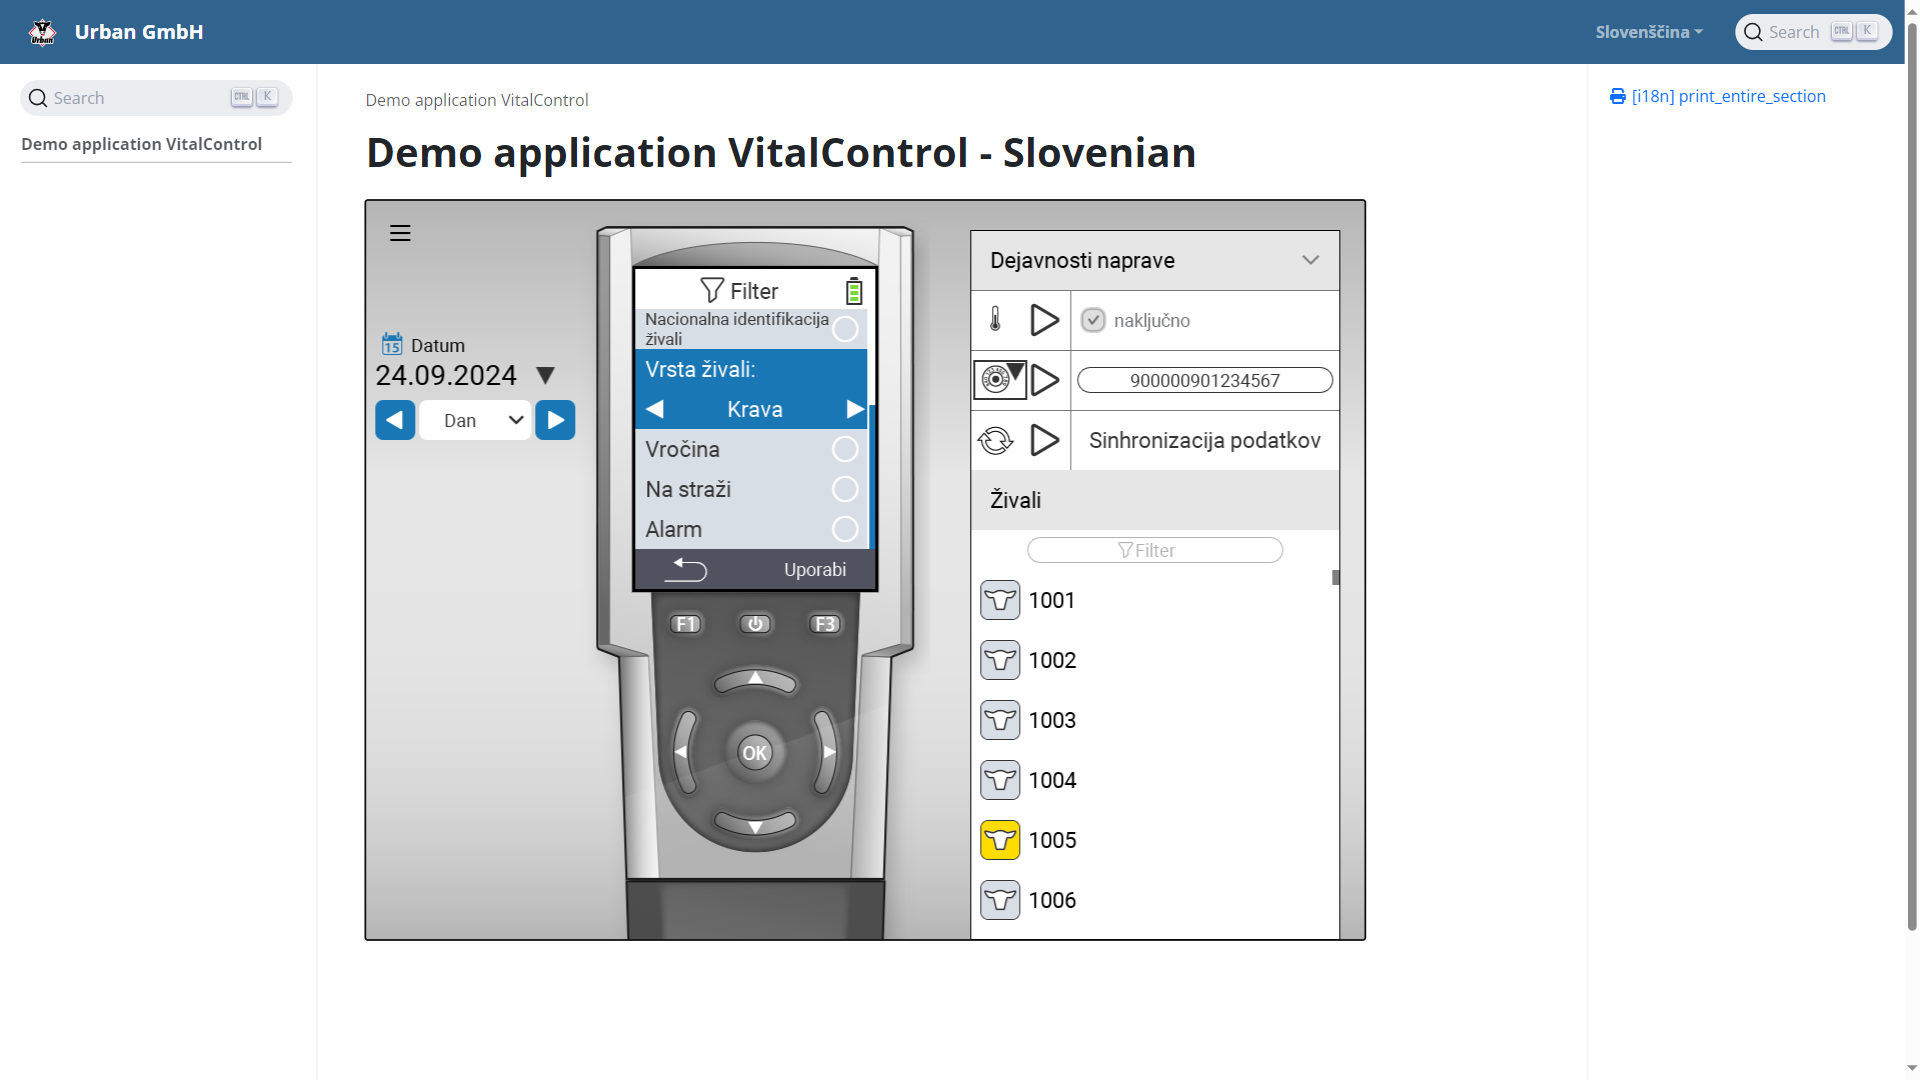 Urban GmbH
Slovenščina
Search CTRL K
Search CTRL K
Demo application VitalControl
Demo application VitalControl
Demo application VitalControl - Slovenian
[i18n] print_entire_section
15 Datum
24.09.2024
Dan
Filter
Nacionalna identifikacija
živali
Vrsta živali:
Krava
Vročina
Na straži
Alarm
Uporabi
F1
F3
OK
Dejavnosti naprave
naključno
900000901234567
Sinhronizacija podatkov
Živali
Filter
1001
1002
1003
1004
1005
1006